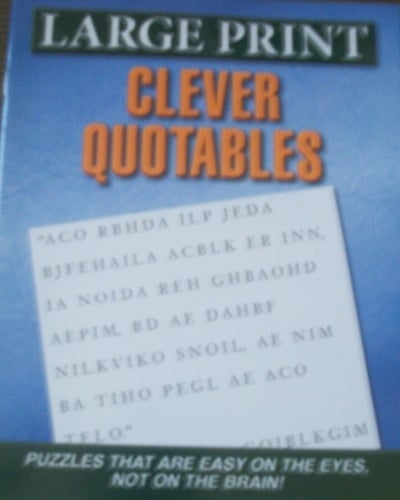 LARGE PRINT
CLEVER
QUOTABLES
"ACO RBHDA ILP JEDA
BJFEHAILA ACBLK ER INN,
IA NOIDA REH GHBAOHD
AEPIM, BD AE DAHBF
NILKVIKO SNOIL, AE NIM
BA TIHO PEGL AE ACO
TELO."
COIBLKGIM
PUZZLES THAT ARE EASY ON THE EYES,
NOT ON THE BRAIN!